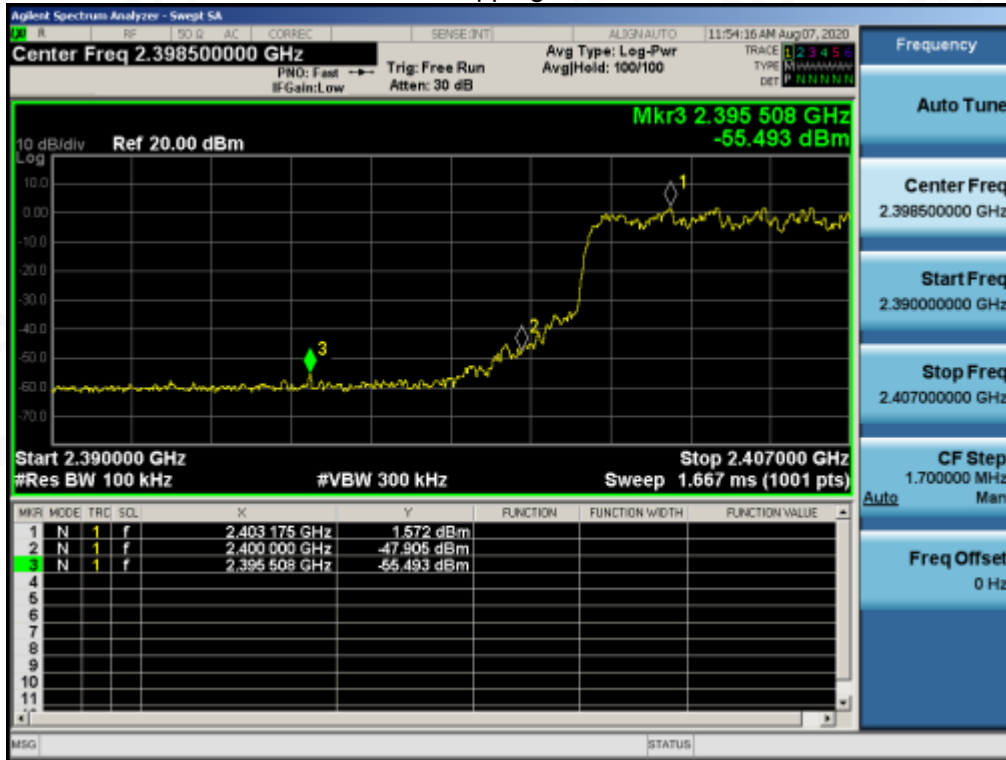 Agilent Spectrum Analyzer - Swept SA
R RF 50 Ω AC CORREC SENSE:INT ALIGN AUTO 11:54:16 AM Aug 07, 2020
Center Freq 2.398500000 GHz
PNO: Fast
IFGain:Low
Trig: Free Run
Atten: 30 dB
Avg Type: Log-Pwr
Avg|Hold: 100/100
TRACE 1 2 3 4 5 6
TYPE M
DET P N N N N N
Mkr3 2.395 508 GHz
-55.493 dBm
10 dB/div Ref 20.00 dBm
Log
10.0
0.00
-10.0
-20.0
-30.0
-40.0
-50.0
-60.0
-70.0
1
2
3
Start 2.390000 GHz Stop 2.407000 GHz
#Res BW 100 kHz #VBW 300 kHz Sweep 1.667 ms (1001 pts)
MKR MODE TRC SCL X Y FUNCTION FUNCTION WIDTH FUNCTION VALUE
1 N 1 f 2.403 175 GHz 1.572 dBm
2 N 1 f 2.400 000 GHz -47.905 dBm
3 N 1 f 2.395 508 GHz -55.493 dBm
4
5
6
7
8
9
10
11
MSG STATUS
Frequency
Auto Tune
Center Freq
2.398500000 GHz
Start Freq
2.390000000 GHz
Stop Freq
2.407000000 GHz
CF Step
1.700000 MHz
Auto Man
Freq Offset
0 Hz